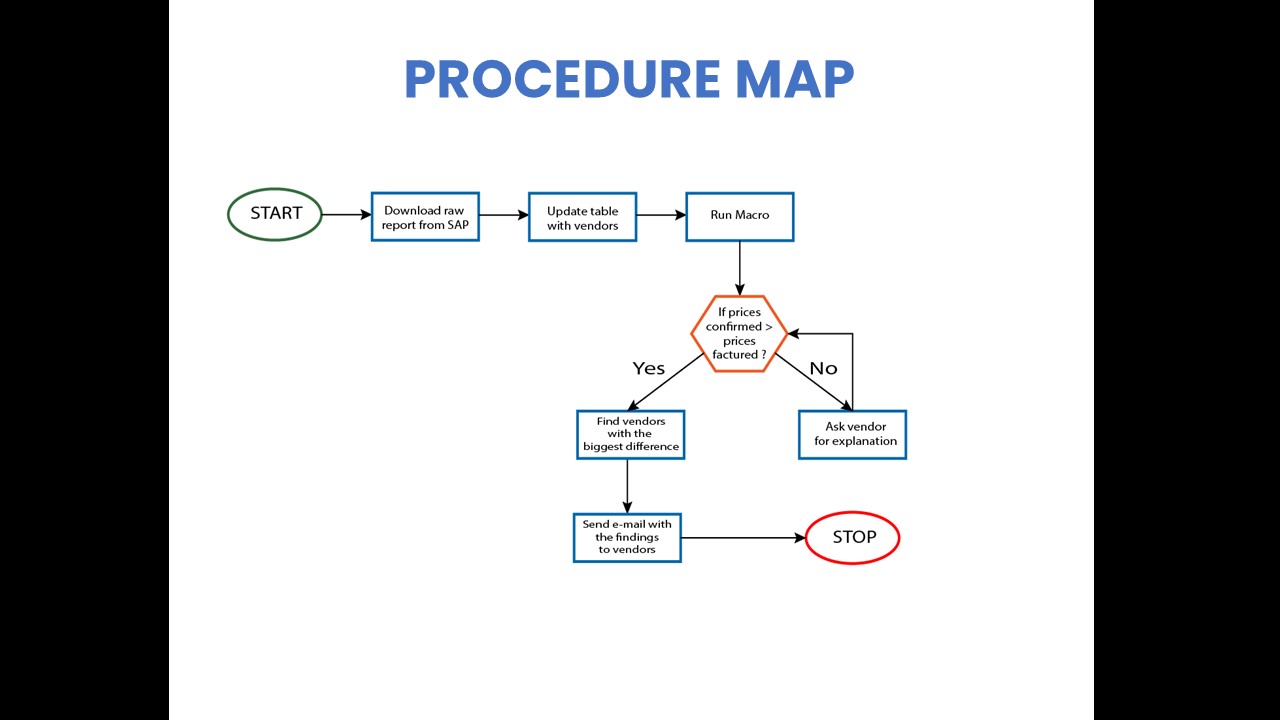 PROCEDURE MAP
START
Download raw
report from SAP
Update table
with vendors
Run Macro
If prices
confirmed >
prices
factured ?
Yes
No
Find vendors
with the
biggest difference
Ask vendor
for explanation
Send e-mail with
the findings
to vendors
STOP